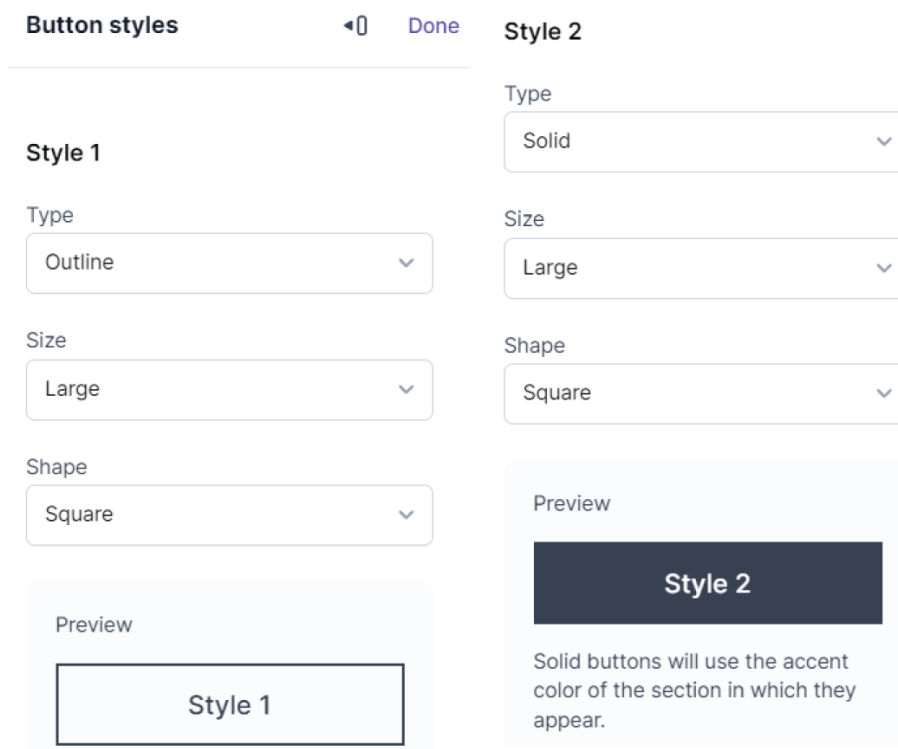 Button styles
Done
Style 1
Type
Outline
Size
Large
Shape
Square
Preview
Style 1
Style 2
Type
Solid
Size
Large
Shape
Square
Preview
Style 2
Solid buttons will use the accent
color of the section in which they
appear.